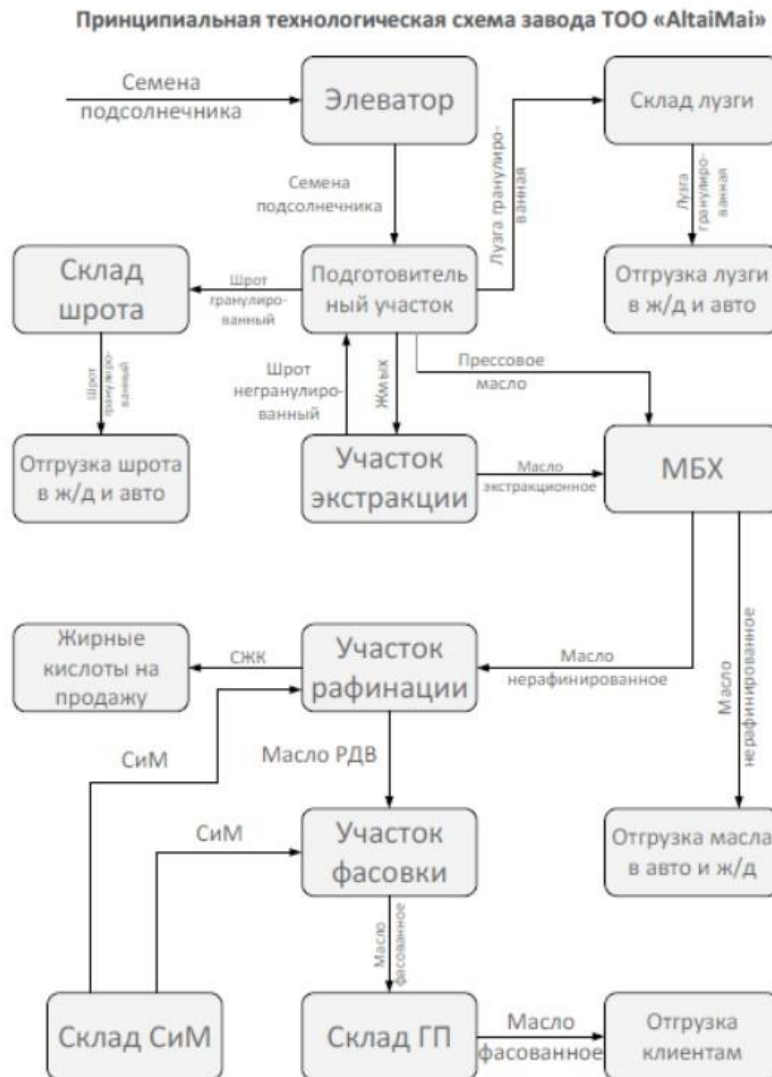 Принципиальная технологическая схема завода ТОО «AltaiMai»
Семена
подсолнечника
Элеватор
Склад лузги
Семена
подсолнечника
Лузга гранулиро-
ванная
Лузга
гранулиро-
ванная
Склад
шрота
Шрот
гранулиро-
ванный
Подготовитель
ный участок
Отгрузка лузги
в ж/д и авто
Шрот
гранулиро-
ванный
Шрот
негранулиро-
ванный
Жмых
Прессовое
масло
Отгрузка шрота
в ж/д и авто
Участок
экстракции
Масло
экстракционное
МБХ
Жирные
кислоты на
продажу
СЖК
Участок
рафинации
Масло
нерафинированное
Масло
нерафинированное
СиМ
Масло РДВ
СиМ
Участок
фасовки
Отгрузка масла
в авто и ж/д
Масло
фасованное
Склад СиМ
Склад ГП
Масло
фасованное
Отгрузка
клиентам